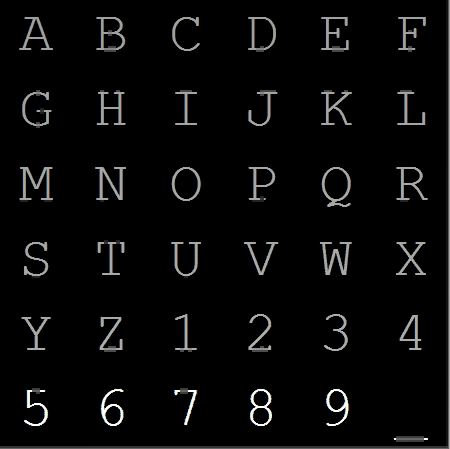 A B C D E F
G H I J K L
M N O P Q R
S T U V W X
Y Z 1 2 3 4
5 6 7 8 9 _